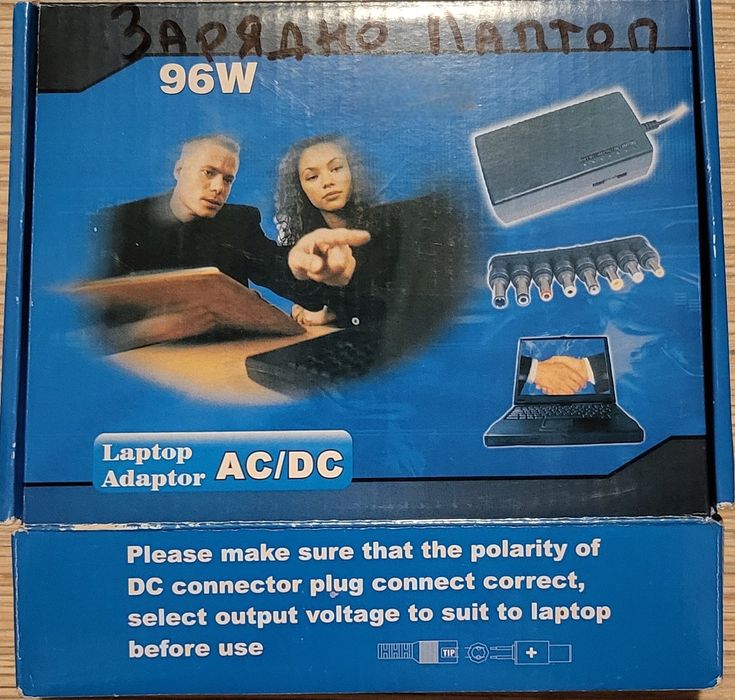 ЗАРЯДНО ЛАПТОП
96W
Laptop
Adaptor AC/DC
Please make sure that the polarity of
DC connector plug connect correct,
select output voltage to suit to laptop
before use
TIP +